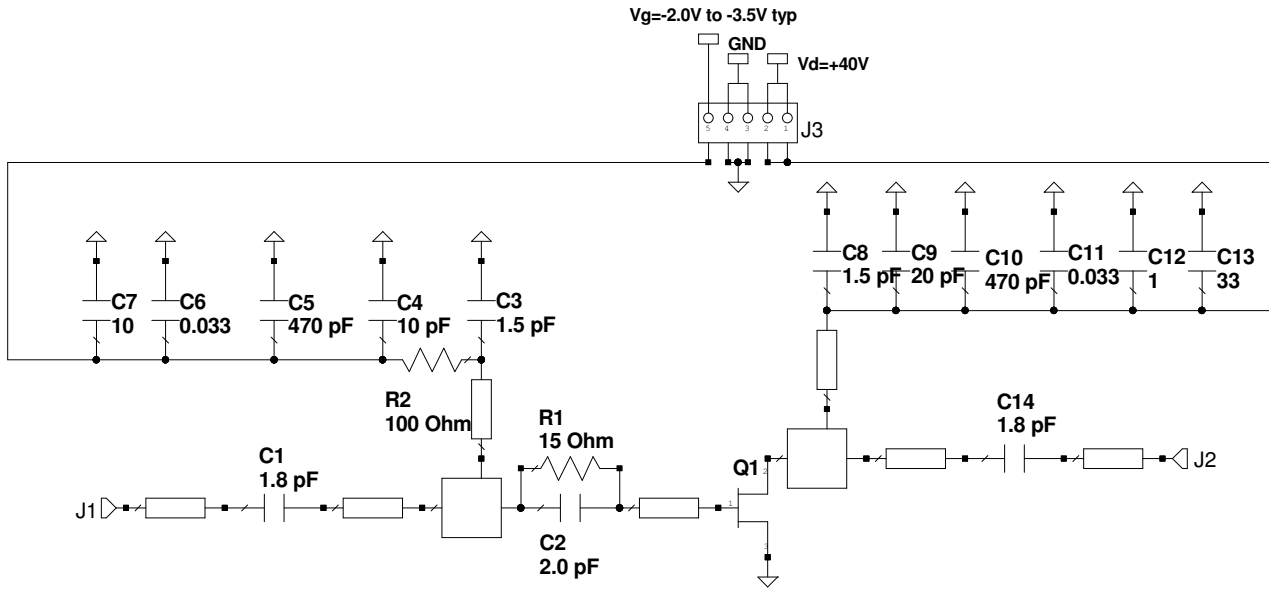 Vg=-2.0V to -3.5V typ
GND
Vd=+40V
5 4 3 2 1
J3
C7
10
C6
0.033
C5
470 pF
C4
10 pF
C3
1.5 pF
C8
1.5 pF
C9
20 pF
C10
470 pF
C11
0.033
C12
1
C13
33
R2
100 Ohm
R1
15 Ohm
C14
1.8 pF
C1
1.8 pF
Q1
2
J2
J1
1
3
C2
2.0 pF